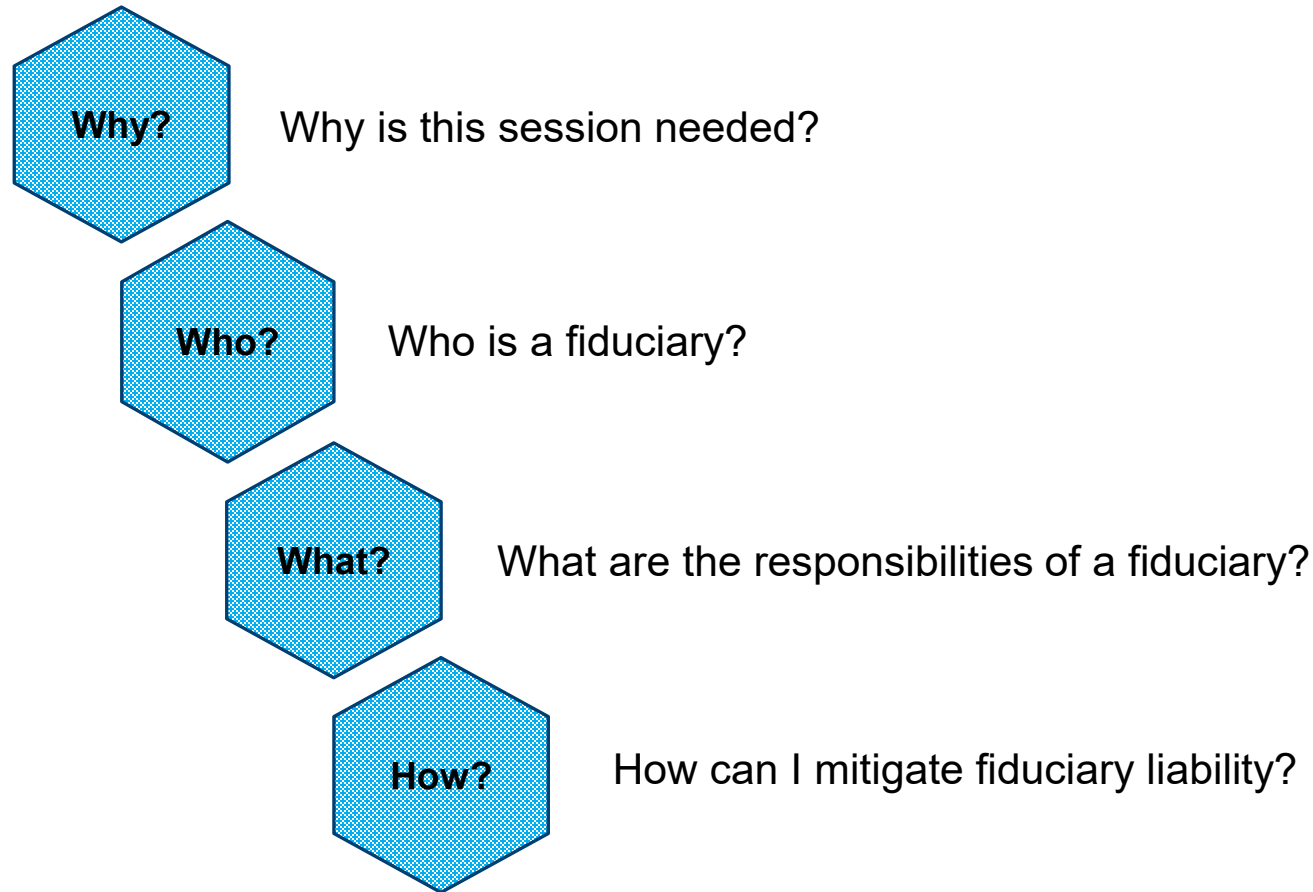 Why?
Why is this session needed?
Who?
Who is a fiduciary?
What?
What are the responsibilities of a fiduciary?
How?
How can I mitigate fiduciary liability?